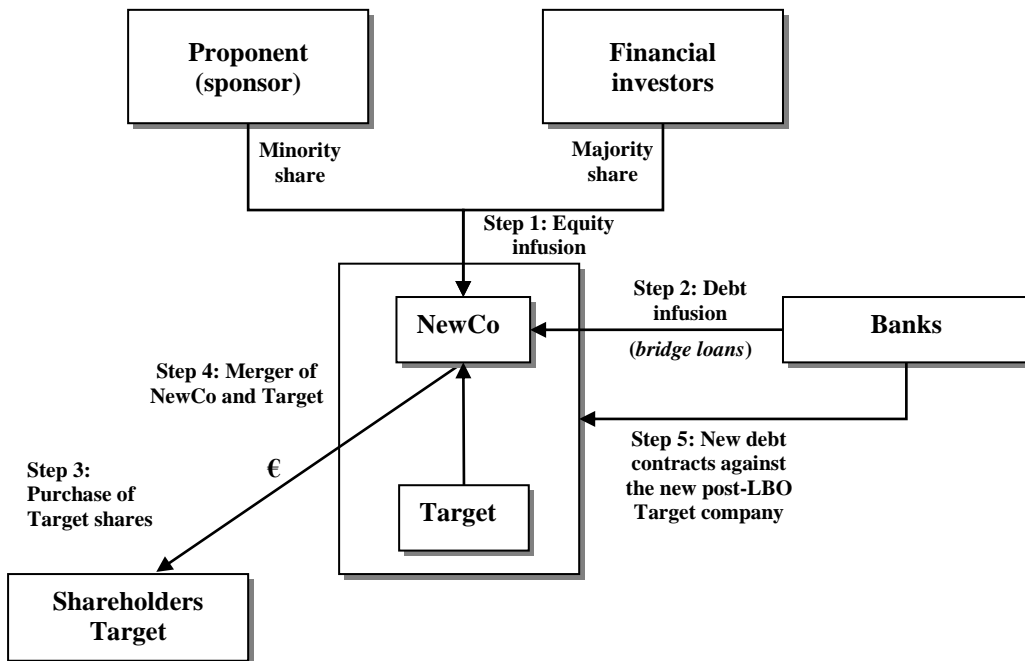 Proponent
(sponsor)
Financial
investors
Minority
share
Majority
share
Step 1: Equity
infusion
Step 2: Debt
infusion
(bridge loans)
NewCo
Banks
Step 4: Merger of
NewCo and Target
Step 3:
Purchase of
Target shares
€
Step 5: New debt
contracts against
the new post-LBO
Target company
Target
Shareholders
Target